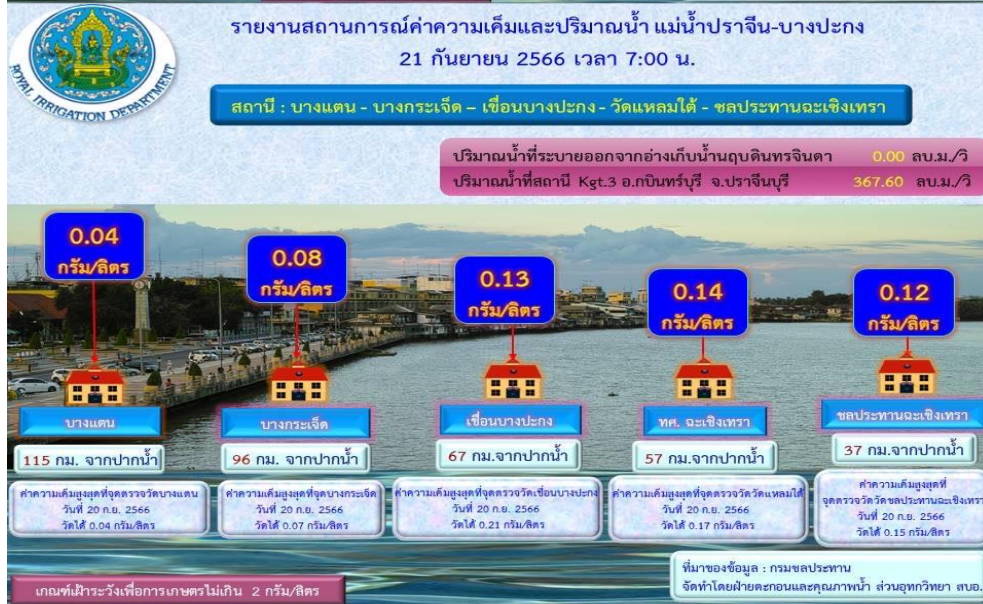 รายงานสถานการณ์ค่าความเค็มและปริมาณน้ำ แม่น้ำปราจีน-บางปะกง
21 กันยายน 2566 เวลา 7:00 น.
ROYAL IRRIGATION DEPARTMENT
สถานี : บางแตน - บางกระเจ็ด – เขื่อนบางปะกง - วัดแหลมใต้ - ชลประทานฉะเชิงเทรา
ปริมาณน้ำที่ระบายออกจากอ่างเก็บน้ำนฤบดินทรจินดา 0.00 ลบ.ม./วิ
ปริมาณน้ำที่สถานี Kgt.3 อ.กบินทร์บุรี จ.ปราจีนบุรี 367.60 ลบ.ม./วิ
0.04
กรัม/ลิตร
0.08
กรัม/ลิตร
0.13
กรัม/ลิตร
0.14
กรัม/ลิตร
0.12
กรัม/ลิตร
บางแตน
บางกระเจ็ด
เขื่อนบางปะกง
ทศ. ฉะเชิงเทรา
ชลประทานฉะเชิงเทรา
115 กม. จากปากน้ำ
96 กม. จากปากน้ำ
67 กม.จากปากน้ำ
57 กม.จากปากน้ำ
37 กม.จากปากน้ำ
ค่าความเค็มสูงสุดที่จุดตรวจวัดบางแตน
วันที่ 20 ก.ย. 2566
วัดได้ 0.04 กรัม/ลิตร
ค่าความเค็มสูงสุดที่จุดบางกระเจ็ด
วันที่ 20 ก.ย. 2566
วัดได้ 0.07 กรัม/ลิตร
ค่าความเค็มสูงสุดที่จุดตรวจวัดเขื่อนบางปะกง
วันที่ 20 ก.ย. 2566
วัดได้ 0.21 กรัม/ลิตร
ค่าความเค็มสูงสุดที่จุดตรวจวัดวัดแหลมใต้
วันที่ 20 ก.ย. 2566
วัดได้ 0.17 กรัม/ลิตร
ค่าความเค็มสูงสุดที่
จุดตรวจวัดวัดชลประทานฉะเชิงเทรา
วันที่ 20 ก.ย. 2566
วัดได้ 0.15 กรัม/ลิตร
ที่มาของข้อมูล : กรมชลประทาน
จัดทำโดยฝ่ายตะกอนและคุณภาพน้ำ ส่วนอุทกวิทยา สบอ.
เกณฑ์เฝ้าระวังเพื่อการเกษตรไม่เกิน 2 กรัม/ลิตร